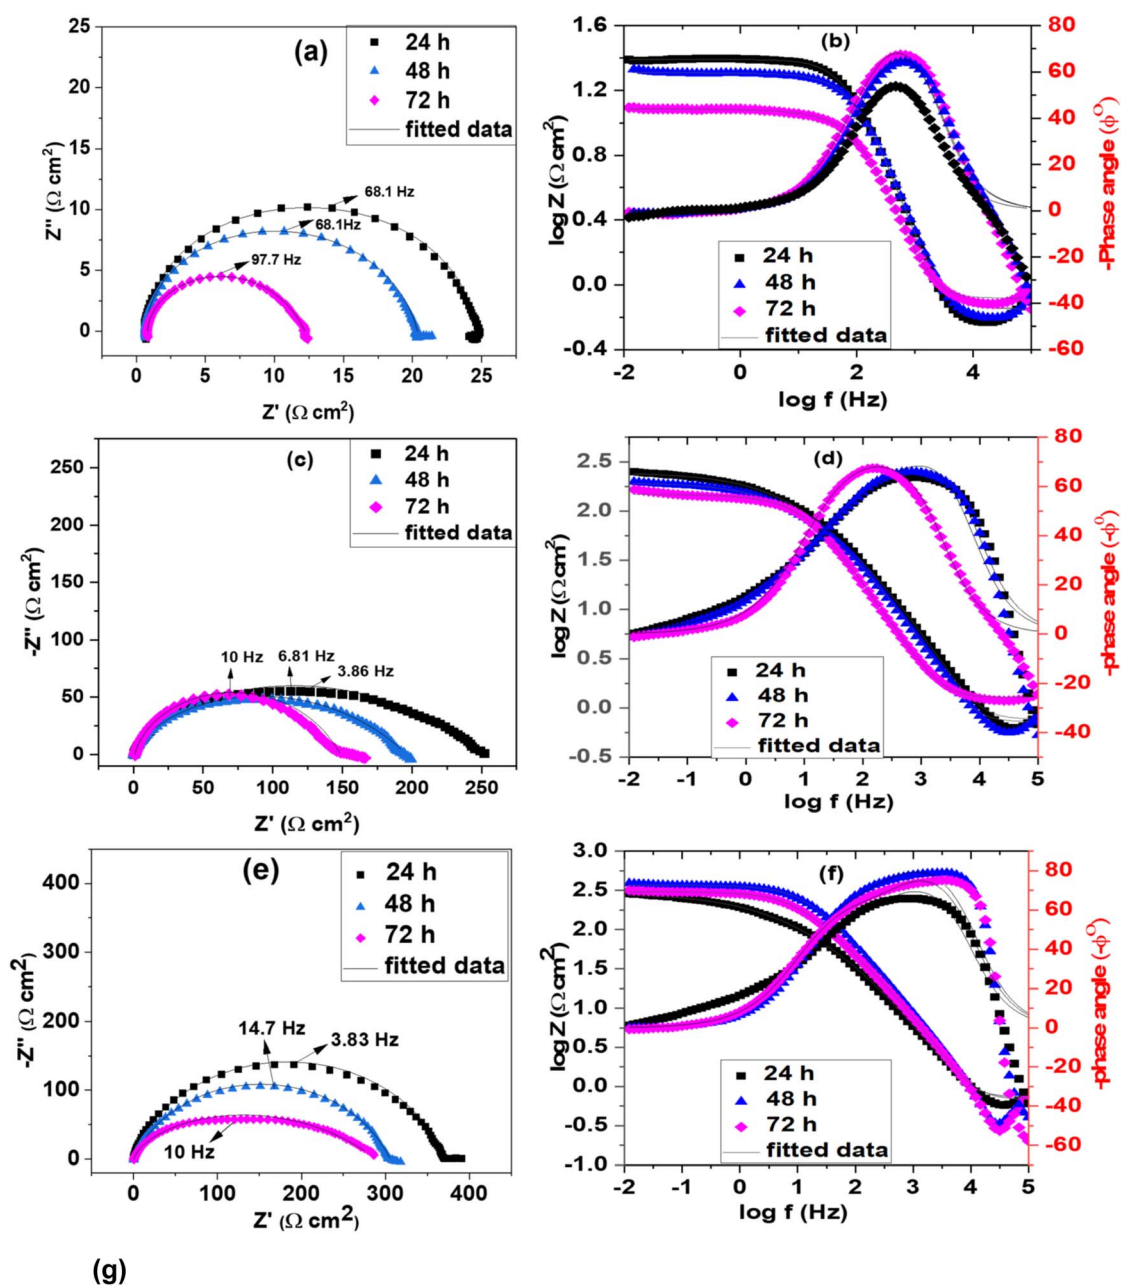 (a)
24 h
48 h
72 h
fitted data
68.1 Hz
68.1Hz
97.7 Hz
Z'' (Ω cm²)
25
20
15
10
5
0
0 5 10 15 20 25
Z' (Ω cm²)
(b)
1.6
1.2
0.8
0.4
0.0
-0.4
log Z (Ω cm²)
24 h
48 h
72 h
fitted data
-2 0 2 4
log f (Hz)
80
60
40
20
0
-20
-40
-60
-Phase angle (ϕ⁰)
(c)
24 h
48 h
72 h
fitted data
10 Hz
6.81 Hz
3.86 Hz
-Z'' (Ω cm²)
250
200
150
100
50
0
0 50 100 150 200 250
Z' (Ω cm²)
(d)
2.5
2.0
1.5
1.0
0.5
0.0
-0.5
log Z (Ω cm²)
24 h
48 h
72 h
fitted data
-2 -1 0 1 2 3 4 5
log f (Hz)
80
60
40
20
0
-20
-40
-phase angle (-ϕ⁰)
(e)
24 h
48 h
72 h
fitted data
14.7 Hz
3.83 Hz
10 Hz
-Z'' (Ω cm²)
400
300
200
100
0
0 100 200 300 400
Z' (Ω cm²)
(f)
3.0
2.5
2.0
1.5
1.0
0.5
0.0
-0.5
-1.0
log Z (Ω cm²)
24 h
48 h
72 h
fitted data
-2 -1 0 1 2 3 4 5
log f (Hz)
80
60
40
20
0
-20
-40
-60
-phase angle (-ϕ⁰)
(g)